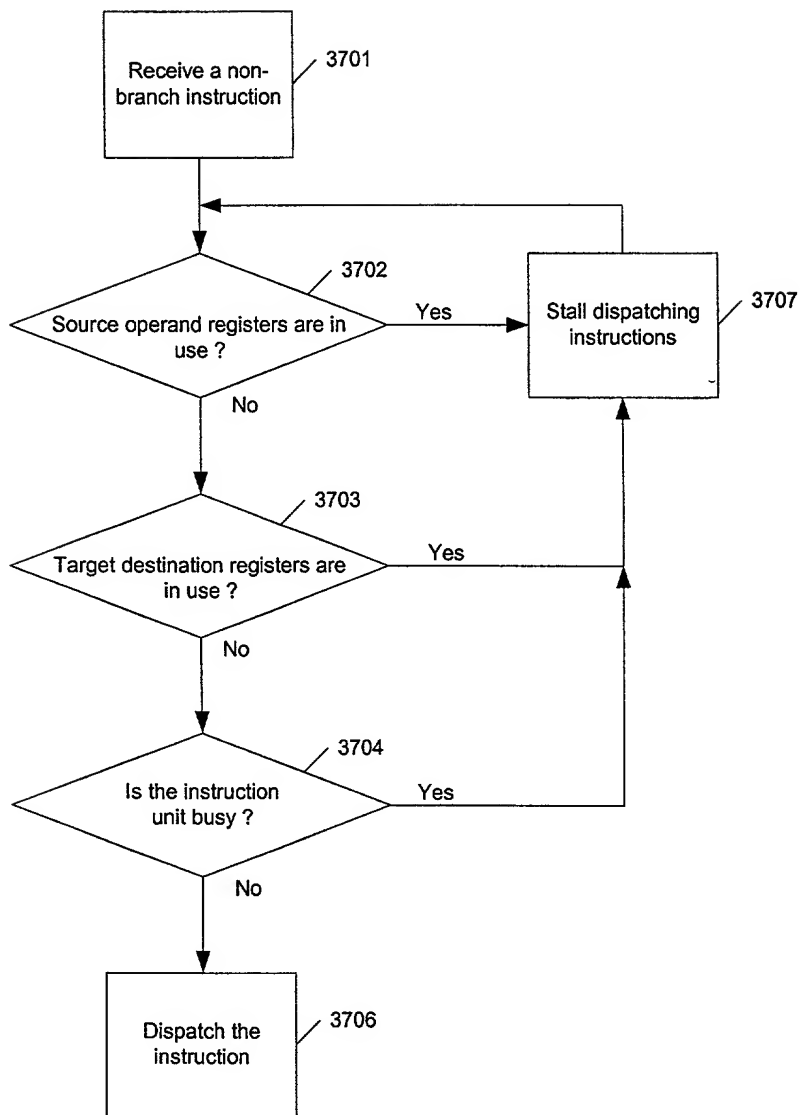 Receive a non-
branch instruction
3701
3702
Source operand registers are in
use ?
Yes
No
Stall dispatching
instructions
3707
3703
Target destination registers are
in use ?
Yes
No
3704
Is the instruction
unit busy ?
Yes
No
Dispatch the
instruction
3706